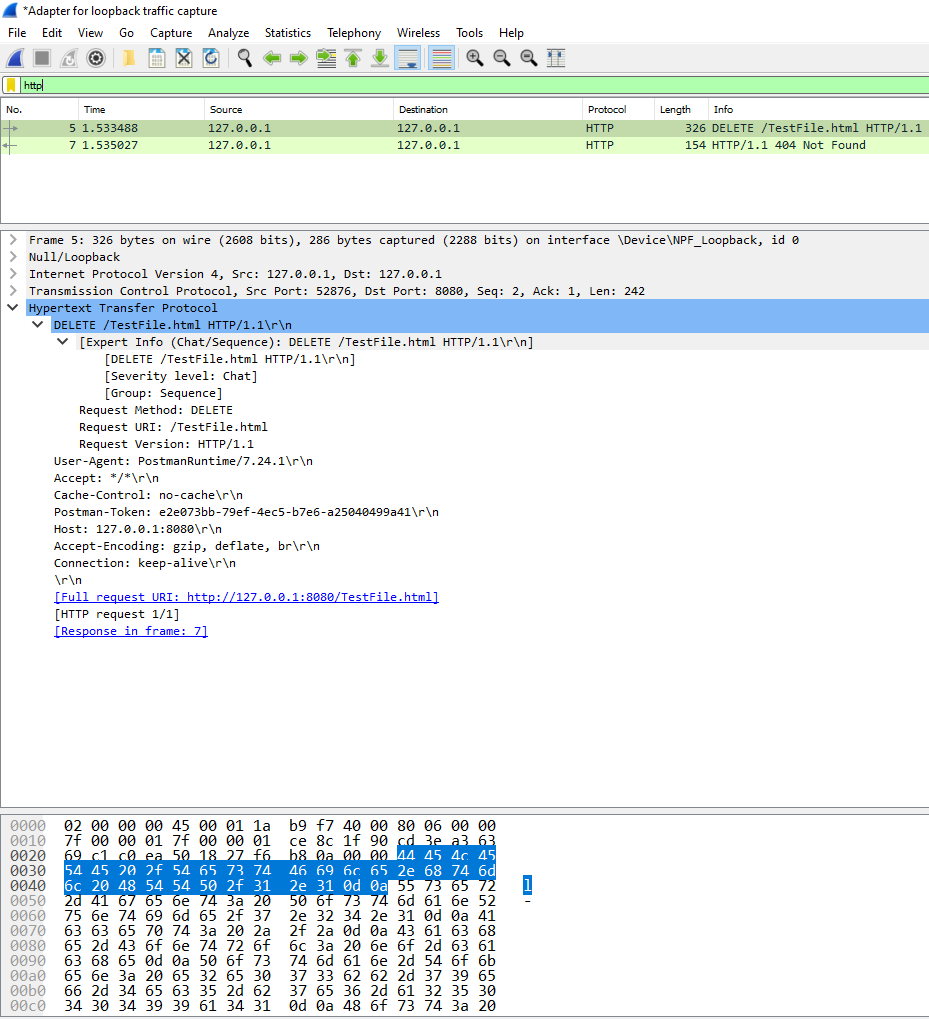 *Adapter for loopback traffic capture
File Edit View Go Capture Analyze Statistics Telephony Wireless Tools Help
http
No. Time Source Destination Protocol Length Info
5 1.533488 127.0.0.1 127.0.0.1 HTTP 326 DELETE /TestFile.html HTTP/1.1
7 1.535027 127.0.0.1 127.0.0.1 HTTP 154 HTTP/1.1 404 Not Found
Frame 5: 326 bytes on wire (2608 bits), 286 bytes captured (2288 bits) on interface \Device\NPF_Loopback, id 0
Null/Loopback
Internet Protocol Version 4, Src: 127.0.0.1, Dst: 127.0.0.1
Transmission Control Protocol, Src Port: 52876, Dst Port: 8080, Seq: 2, Ack: 1, Len: 242
Hypertext Transfer Protocol
DELETE /TestFile.html HTTP/1.1\r\n
[Expert Info (Chat/Sequence): DELETE /TestFile.html HTTP/1.1\r\n]
[DELETE /TestFile.html HTTP/1.1\r\n]
[Severity level: Chat]
[Group: Sequence]
Request Method: DELETE
Request URI: /TestFile.html
Request Version: HTTP/1.1
User-Agent: PostmanRuntime/7.24.1\r\n
Accept: */*\r\n
Cache-Control: no-cache\r\n
Postman-Token: e2e073bb-79ef-4ec5-b7e6-a25040499a41\r\n
Host: 127.0.0.1:8080\r\n
Accept-Encoding: gzip, deflate, br\r\n
Connection: keep-alive\r\n
\r\n
[Full request URI: http://127.0.0.1:8080/TestFile.html]
[HTTP request 1/1]
[Response in frame: 7]
0000 02 00 00 00 45 00 01 1a b9 f7 40 00 80 06 00 00
0010 7f 00 00 01 7f 00 00 01 ce 8c 1f 90 cd 3e a3 63
0020 69 c1 c0 ea 50 18 27 f6 b8 0a 00 00 44 45 4c 45
0030 54 45 20 2f 54 65 73 74 46 69 6c 65 2e 68 74 6d
0040 6c 20 48 54 54 50 2f 31 2e 31 0d 0a 55 73 65 72 l
0050 2d 41 67 65 6e 74 3a 20 50 6f 73 74 6d 61 6e 52 -
0060 75 6e 74 69 6d 65 2f 37 2e 32 34 2e 31 0d 0a 41
0070 63 63 65 70 74 3a 20 2a 2f 2a 0d 0a 43 61 63 68
0080 65 2d 43 6f 6e 74 72 6f 6c 3a 20 6e 6f 2d 63 61
0090 63 68 65 0d 0a 50 6f 73 74 6d 61 6e 2d 54 6f 6b
00a0 65 6e 3a 20 65 32 65 30 37 33 62 62 2d 37 39 65
00b0 66 2d 34 65 63 35 2d 62 37 65 36 2d 61 32 35 30
00c0 34 30 34 39 39 61 34 31 0d 0a 48 6f 73 74 3a 20